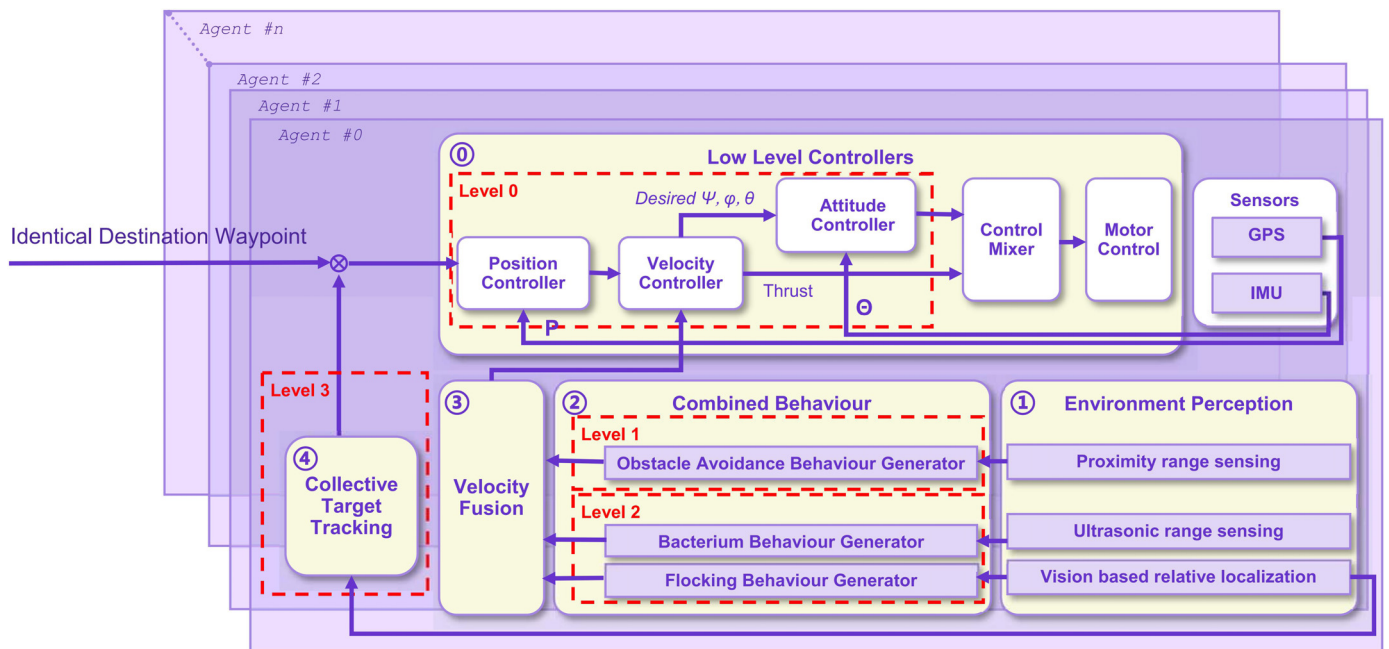 Agent #n
Agent #2
Agent #1
Agent #0
⓪
Low Level Controllers
Level 0
Desired Ψ, φ, θ
Attitude
Controller
Control
Mixer
Motor
Control
Sensors
GPS
IMU
Identical Destination Waypoint
⊗
Position
Controller
Velocity
Controller
Thrust
P
Θ
Level 3
④
Collective
Target
Tracking
③
Velocity
Fusion
②
Combined Behaviour
Level 1
Obstacle Avoidance Behaviour Generator
Level 2
Bacterium Behaviour Generator
Flocking Behaviour Generator
①
Environment Perception
Proximity range sensing
Ultrasonic range sensing
Vision based relative localization